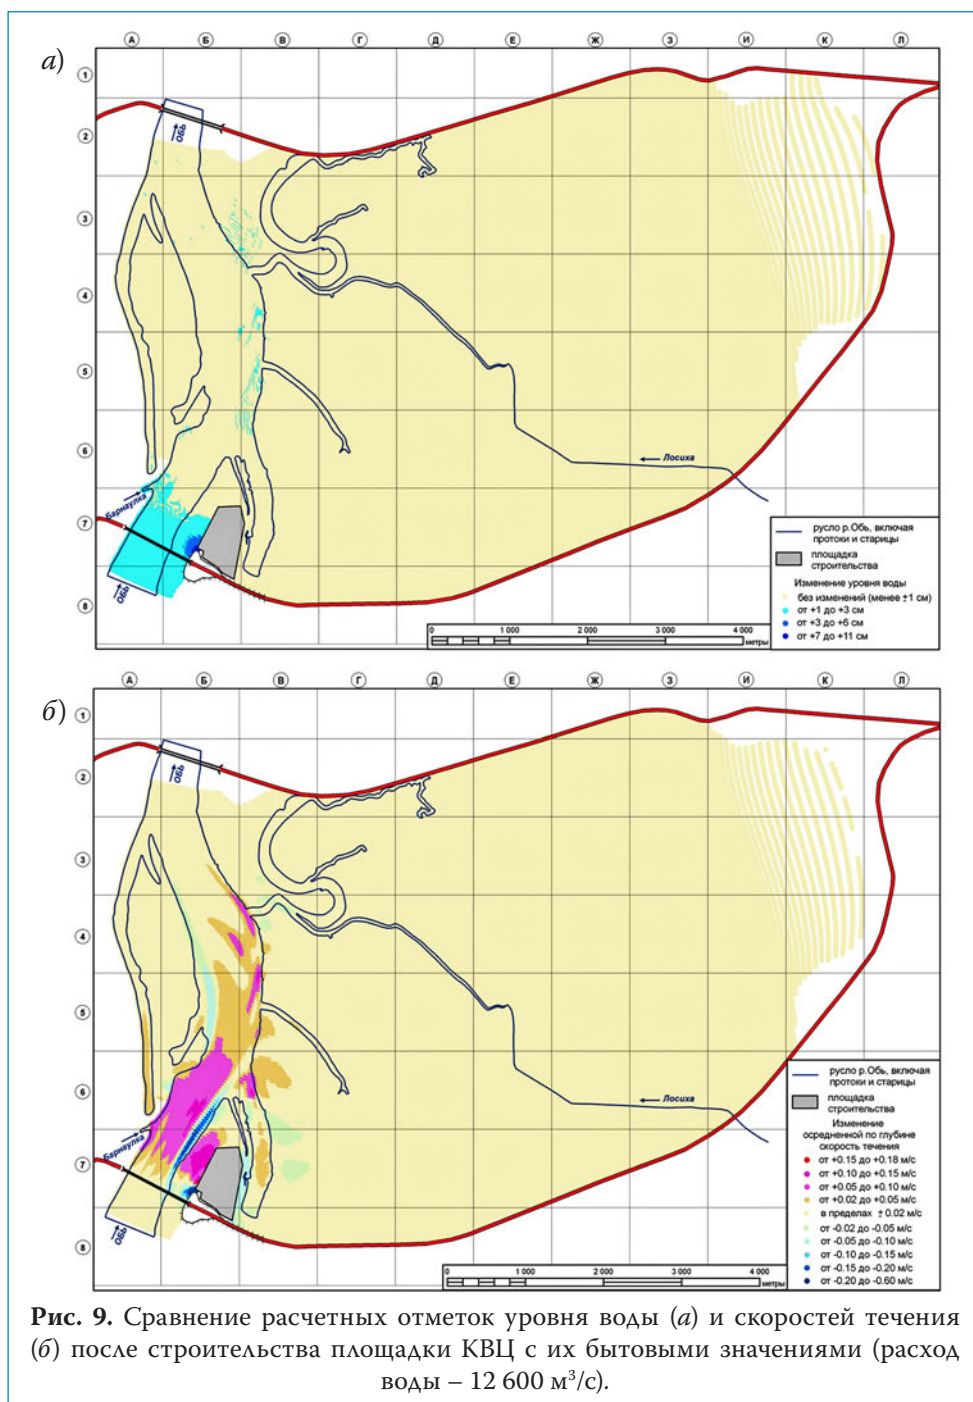 а)
А Б В Г Д Е Ж З И К Л
1
2
3
4
5
6
7
8
ОБЬ
Лосиха
Барнаулка
ОБЬ
русло р.Обь, включая
протоки и старицы
площадка
строительства
Изменение уровня воды
без изменений (менее ±1 см)
от +1 до +3 см
от +3 до +6 см
от +7 до +11 см
0 1 000 2 000 3 000 4 000
метры
б)
А Б В Г Д Е Ж З И К Л
1
2
3
4
5
6
7
8
ОБЬ
Лосиха
Барнаулка
ОБЬ
русло р.Обь, включая
протоки и старицы
площадка
строительства
Изменение
осредненной по глубине
скорость течения
от +0.15 до +0.18 м/с
от +0.10 до +0.15 м/с
от +0.05 до +0.10 м/с
от +0.02 до +0.05 м/с
в пределах ±0.02 м/с
от -0.02 до -0.05 м/с
от -0.05 до -0.10 м/с
от -0.10 до -0.15 м/с
от -0.15 до -0.20 м/с
от -0.20 до -0.60 м/с
0 1 000 2 000 3 000 4 000
метры
Рис. 9. Сравнение расчетных отметок уровня воды (а) и скоростей течения
(б) после строительства площадки КВЦ с их бытовыми значениями (расход
воды – 12 600 м³/с).